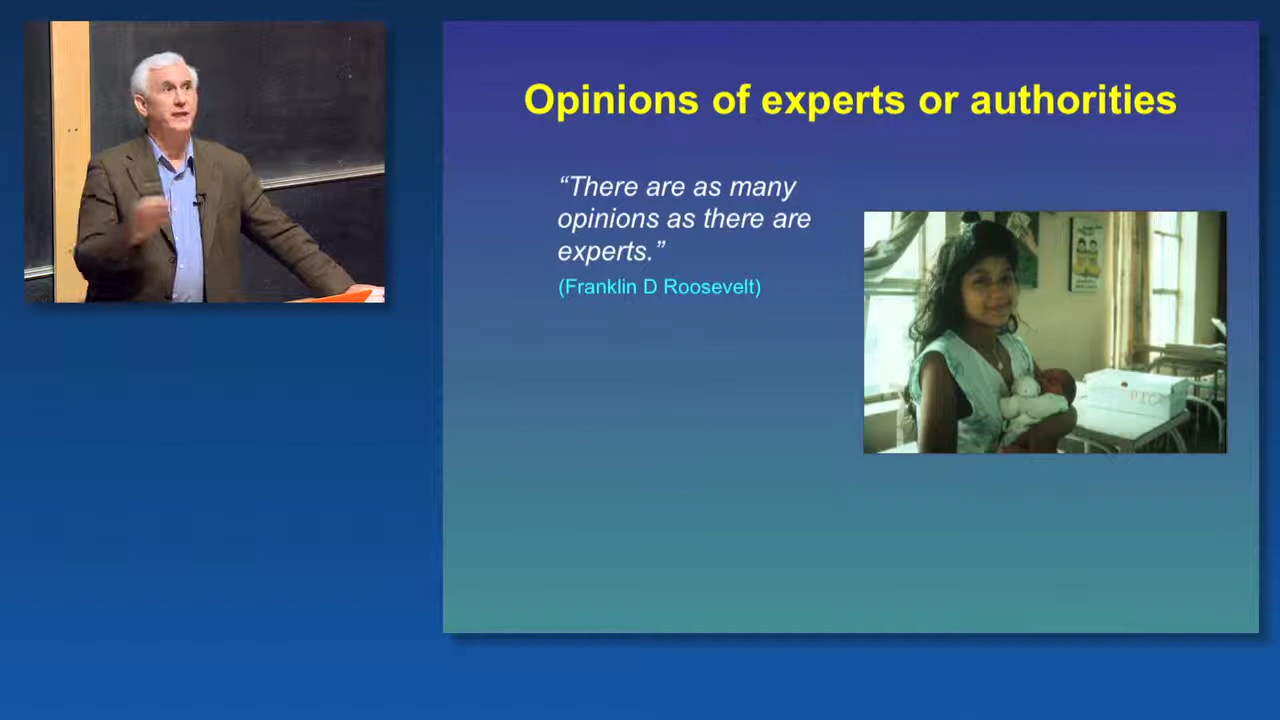 Opinions of experts or authorities
“There are as many
opinions as there are
experts.”
(Franklin D Roosevelt)